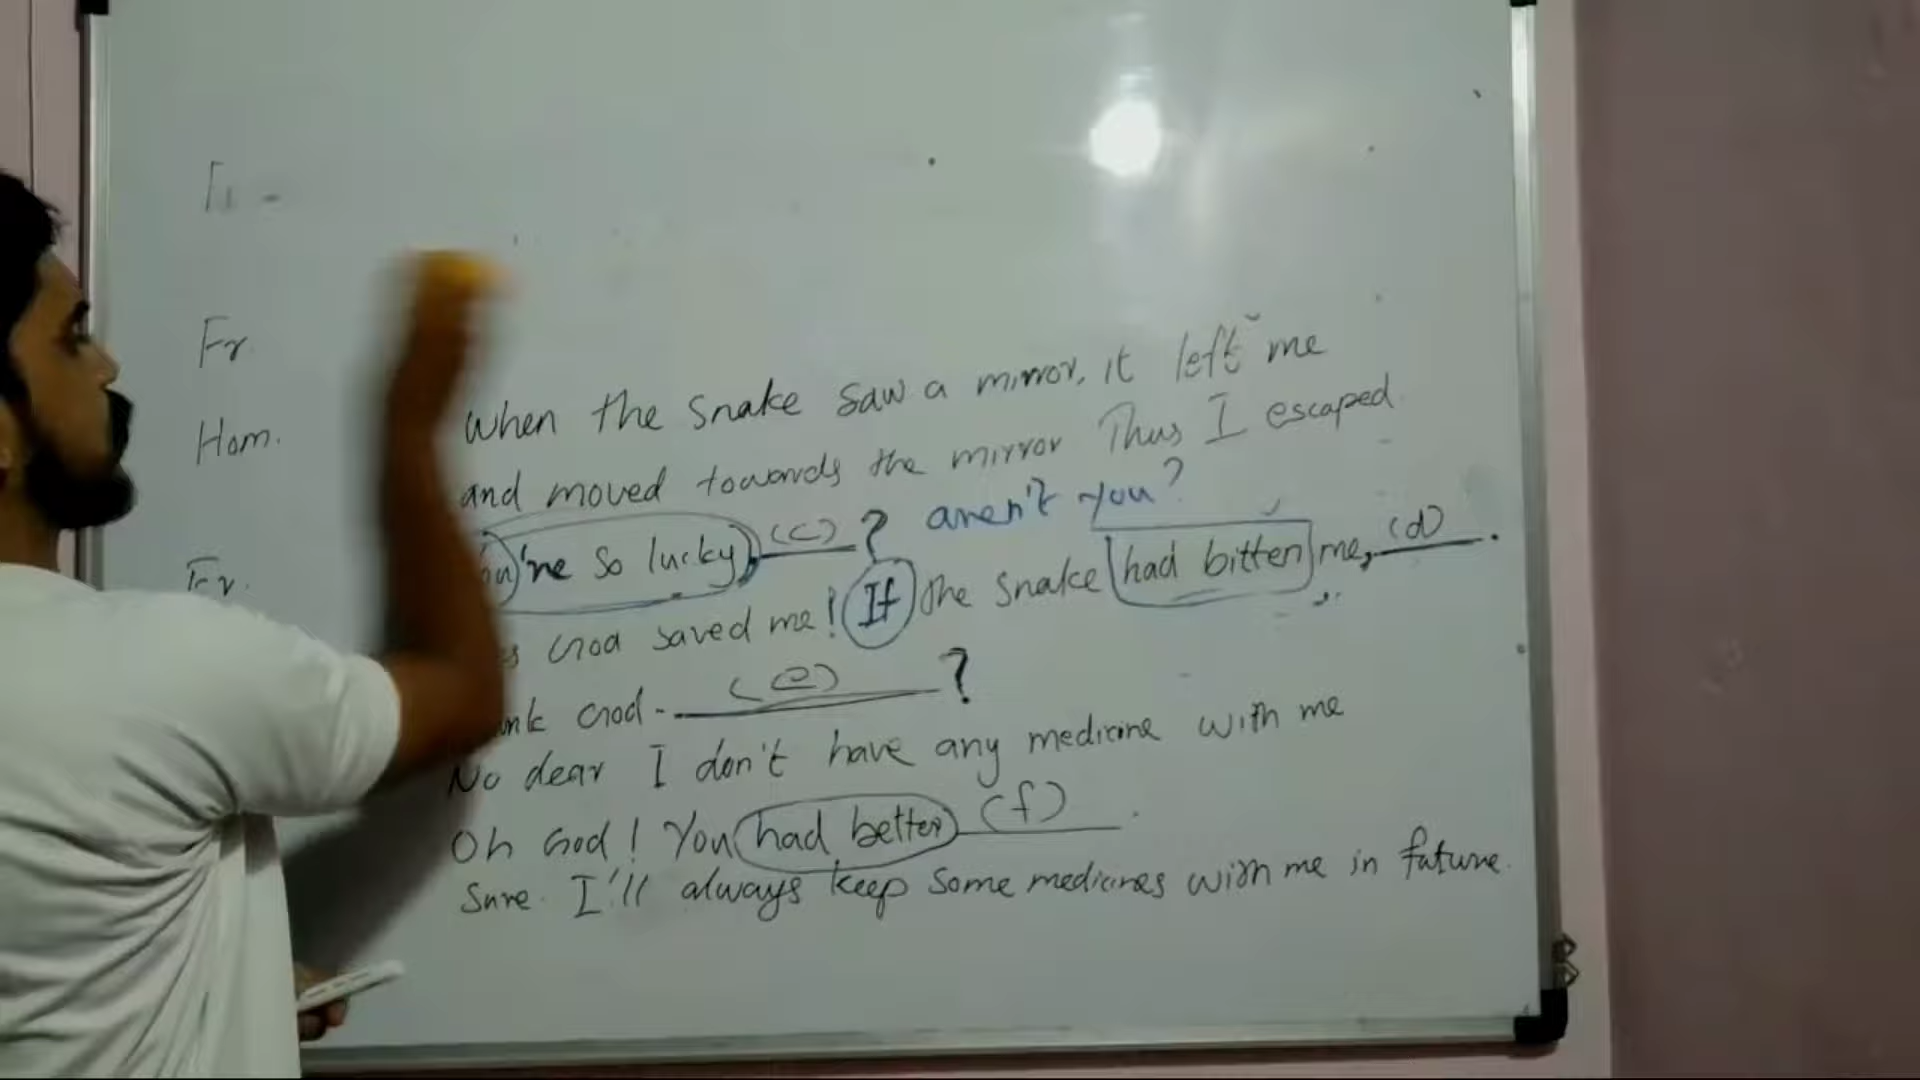 Fr.
Hom. When the snake saw a mirror, it left me
and moved towards the mirror Thus I escaped
Fr. 're so lucky, (c) ? aren't you?
God saved me! If the snake had bitten me, (d) .
God - (e) ?
No dear I don't have any medicine with me
Oh God! You had better (f) .
Sure. I'll always keep some medicines with me in future.